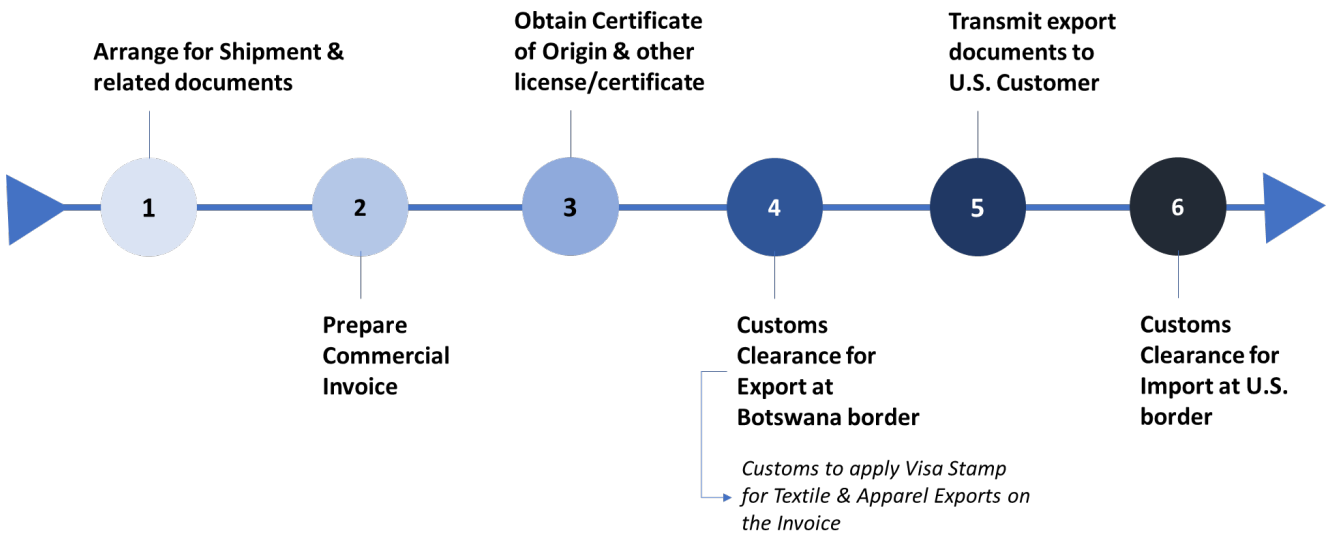 Arrange for Shipment &
related documents
Obtain Certificate
of Origin & other
license/certificate
Transmit export
documents to
U.S. Customer
1
2
3
4
5
6
Prepare
Commercial
Invoice
Customs
Clearance for
Export at
Botswana border
Customs to apply Visa Stamp
for Textile & Apparel Exports on
the Invoice
Customs
Clearance for
Import at U.S.
border